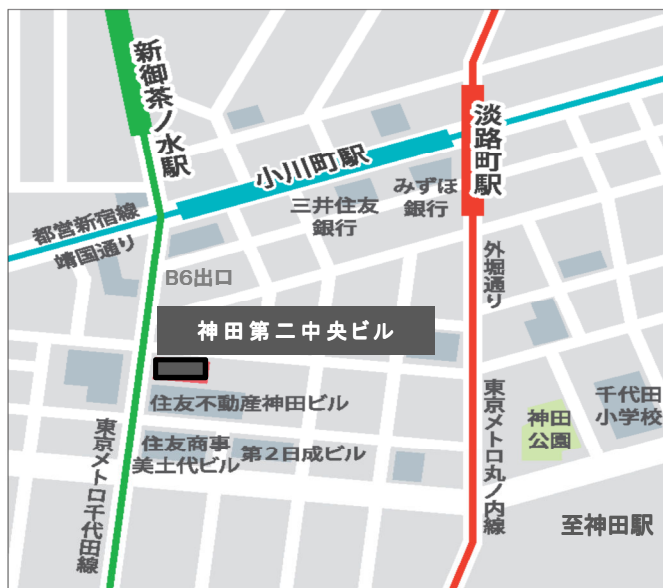 新御茶ノ水駅
淡路町駅
小川町駅
みずほ
銀行
三井住友
銀行
都営新宿線
靖国通り
B6出口
外堀通り
神田第二中央ビル
住友不動産神田ビル
住友商事
美土代ビル
第2日成ビル
東京メトロ千代田線
東京メトロ丸ノ内線
神田
公園
千代田
小学校
至神田駅